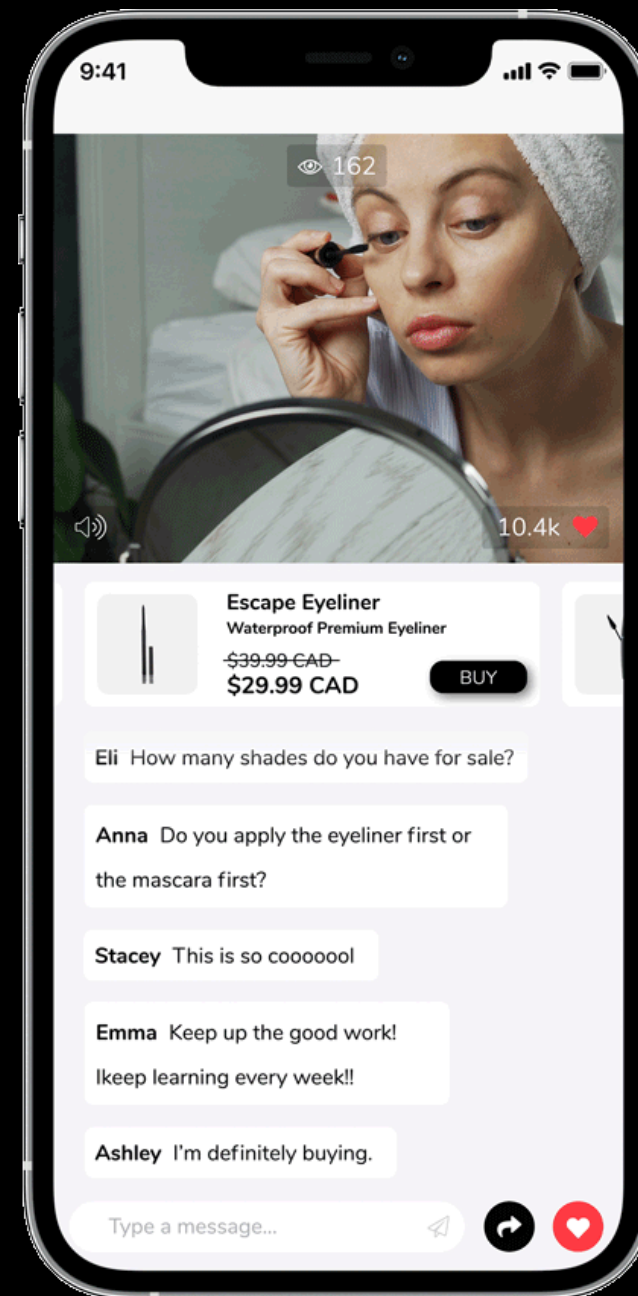 9:41
162
10.4k
Escape Eyeliner
Waterproof Premium Eyeliner
$39.99 CAD
$29.99 CAD
BUY
Eli How many shades do you have for sale?
Anna Do you apply the eyeliner first or
the mascara first?
Stacey This is so cooooool
Emma Keep up the good work!
Ikeep learning every week!!
Ashley I'm definitely buying.
Type a message...